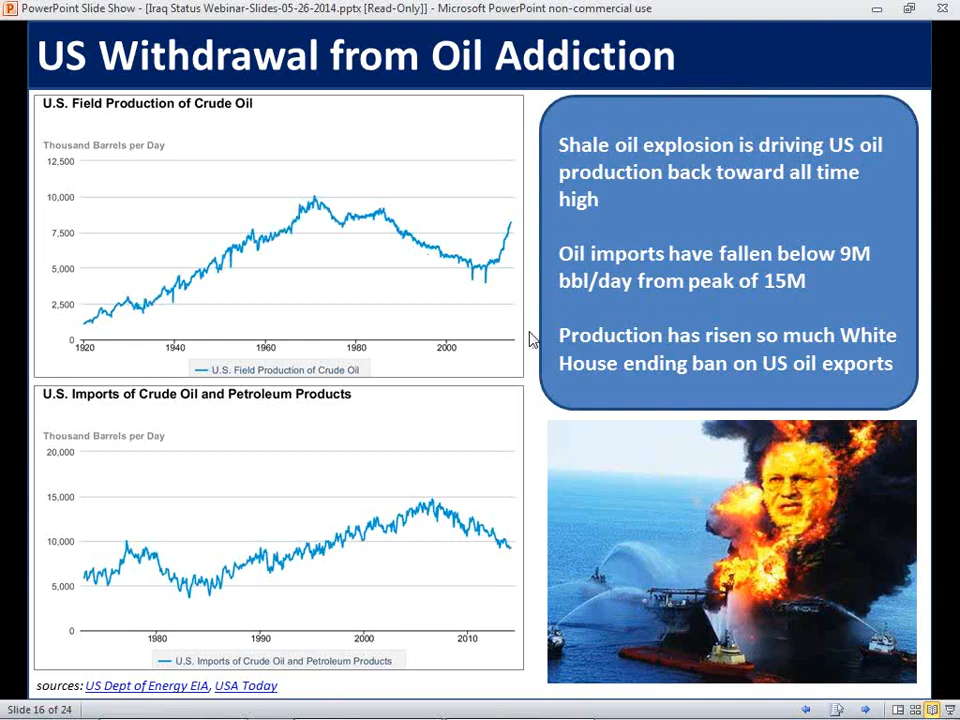 PowerPoint Slide Show - [Iraq Status Webinar-Slides-05-26-2014.pptx [Read-Only]] - Microsoft PowerPoint non-commercial use
US Withdrawal from Oil Addiction
U.S. Field Production of Crude Oil
Thousand Barrels per Day
12,500
10,000
7,500
5,000
2,500
0
1920 1940 1960 1980 2000
U.S. Field Production of Crude Oil
U.S. Imports of Crude Oil and Petroleum Products
Thousand Barrels per Day
20,000
15,000
10,000
5,000
0
1980 1990 2000 2010
U.S. Imports of Crude Oil and Petroleum Products
sources: US Dept of Energy EIA, USA Today
Shale oil explosion is driving US oil
production back toward all time
high
Oil imports have fallen below 9M
bbl/day from peak of 15M
Production has risen so much White
House ending ban on US oil exports
Slide 16 of 24